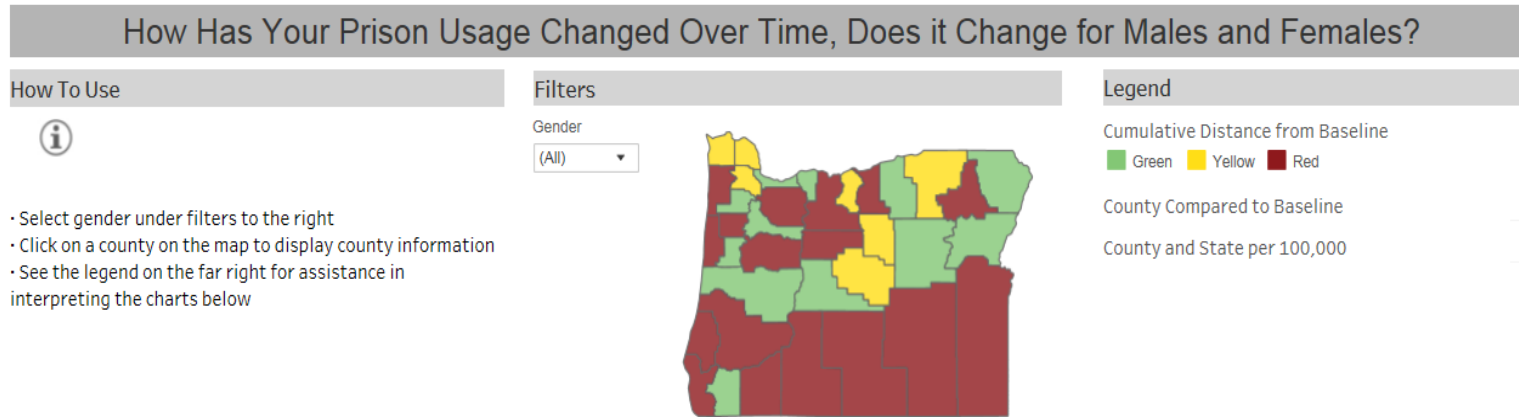 How Has Your Prison Usage Changed Over Time, Does it Change for Males and Females?
How To Use
i
· Select gender under filters to the right
· Click on a county on the map to display county information
· See the legend on the far right for assistance in
interpreting the charts below
Filters
Gender
(All)
Legend
Cumulative Distance from Baseline
Green Yellow Red
County Compared to Baseline
County and State per 100,000